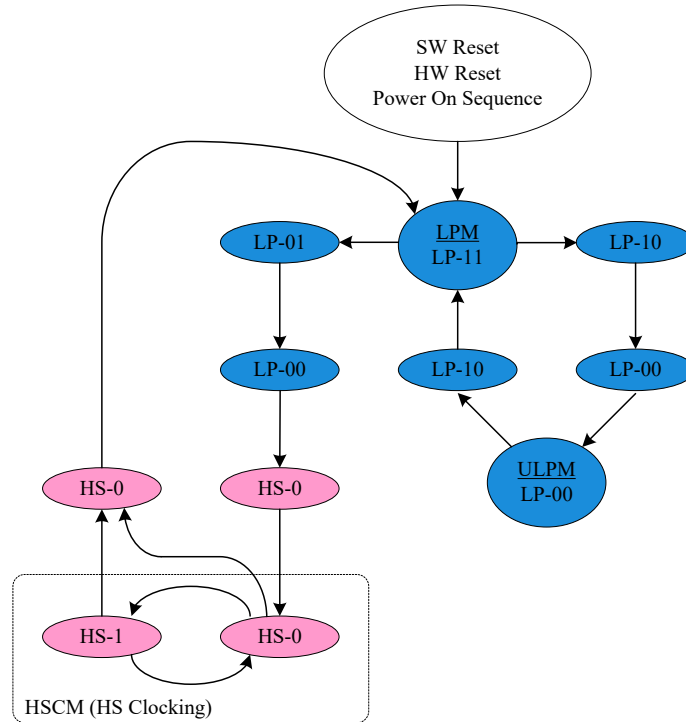 SW Reset
HW Reset
Power On Sequence
LP-01
LPM
LP-11
LP-10
LP-00
LP-10
LP-00
ULPM
LP-00
HS-0
HS-0
HS-1
HS-0
HSCM (HS Clocking)